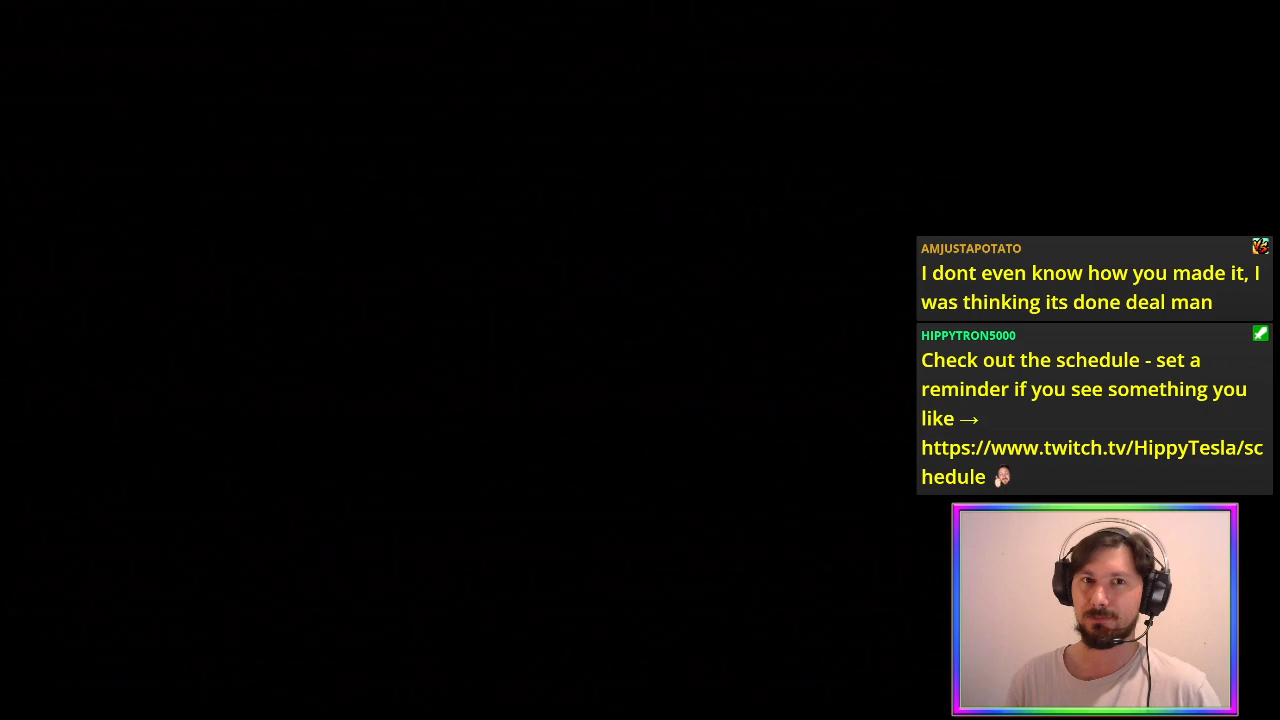 AMJUSTAPOTATO
I dont even know how you made it, I
was thinking its done deal man
HIPPYTRON5000
Check out the schedule - set a
reminder if you see something you
like →
https://www.twitch.tv/HippyTesla/sc
hedule